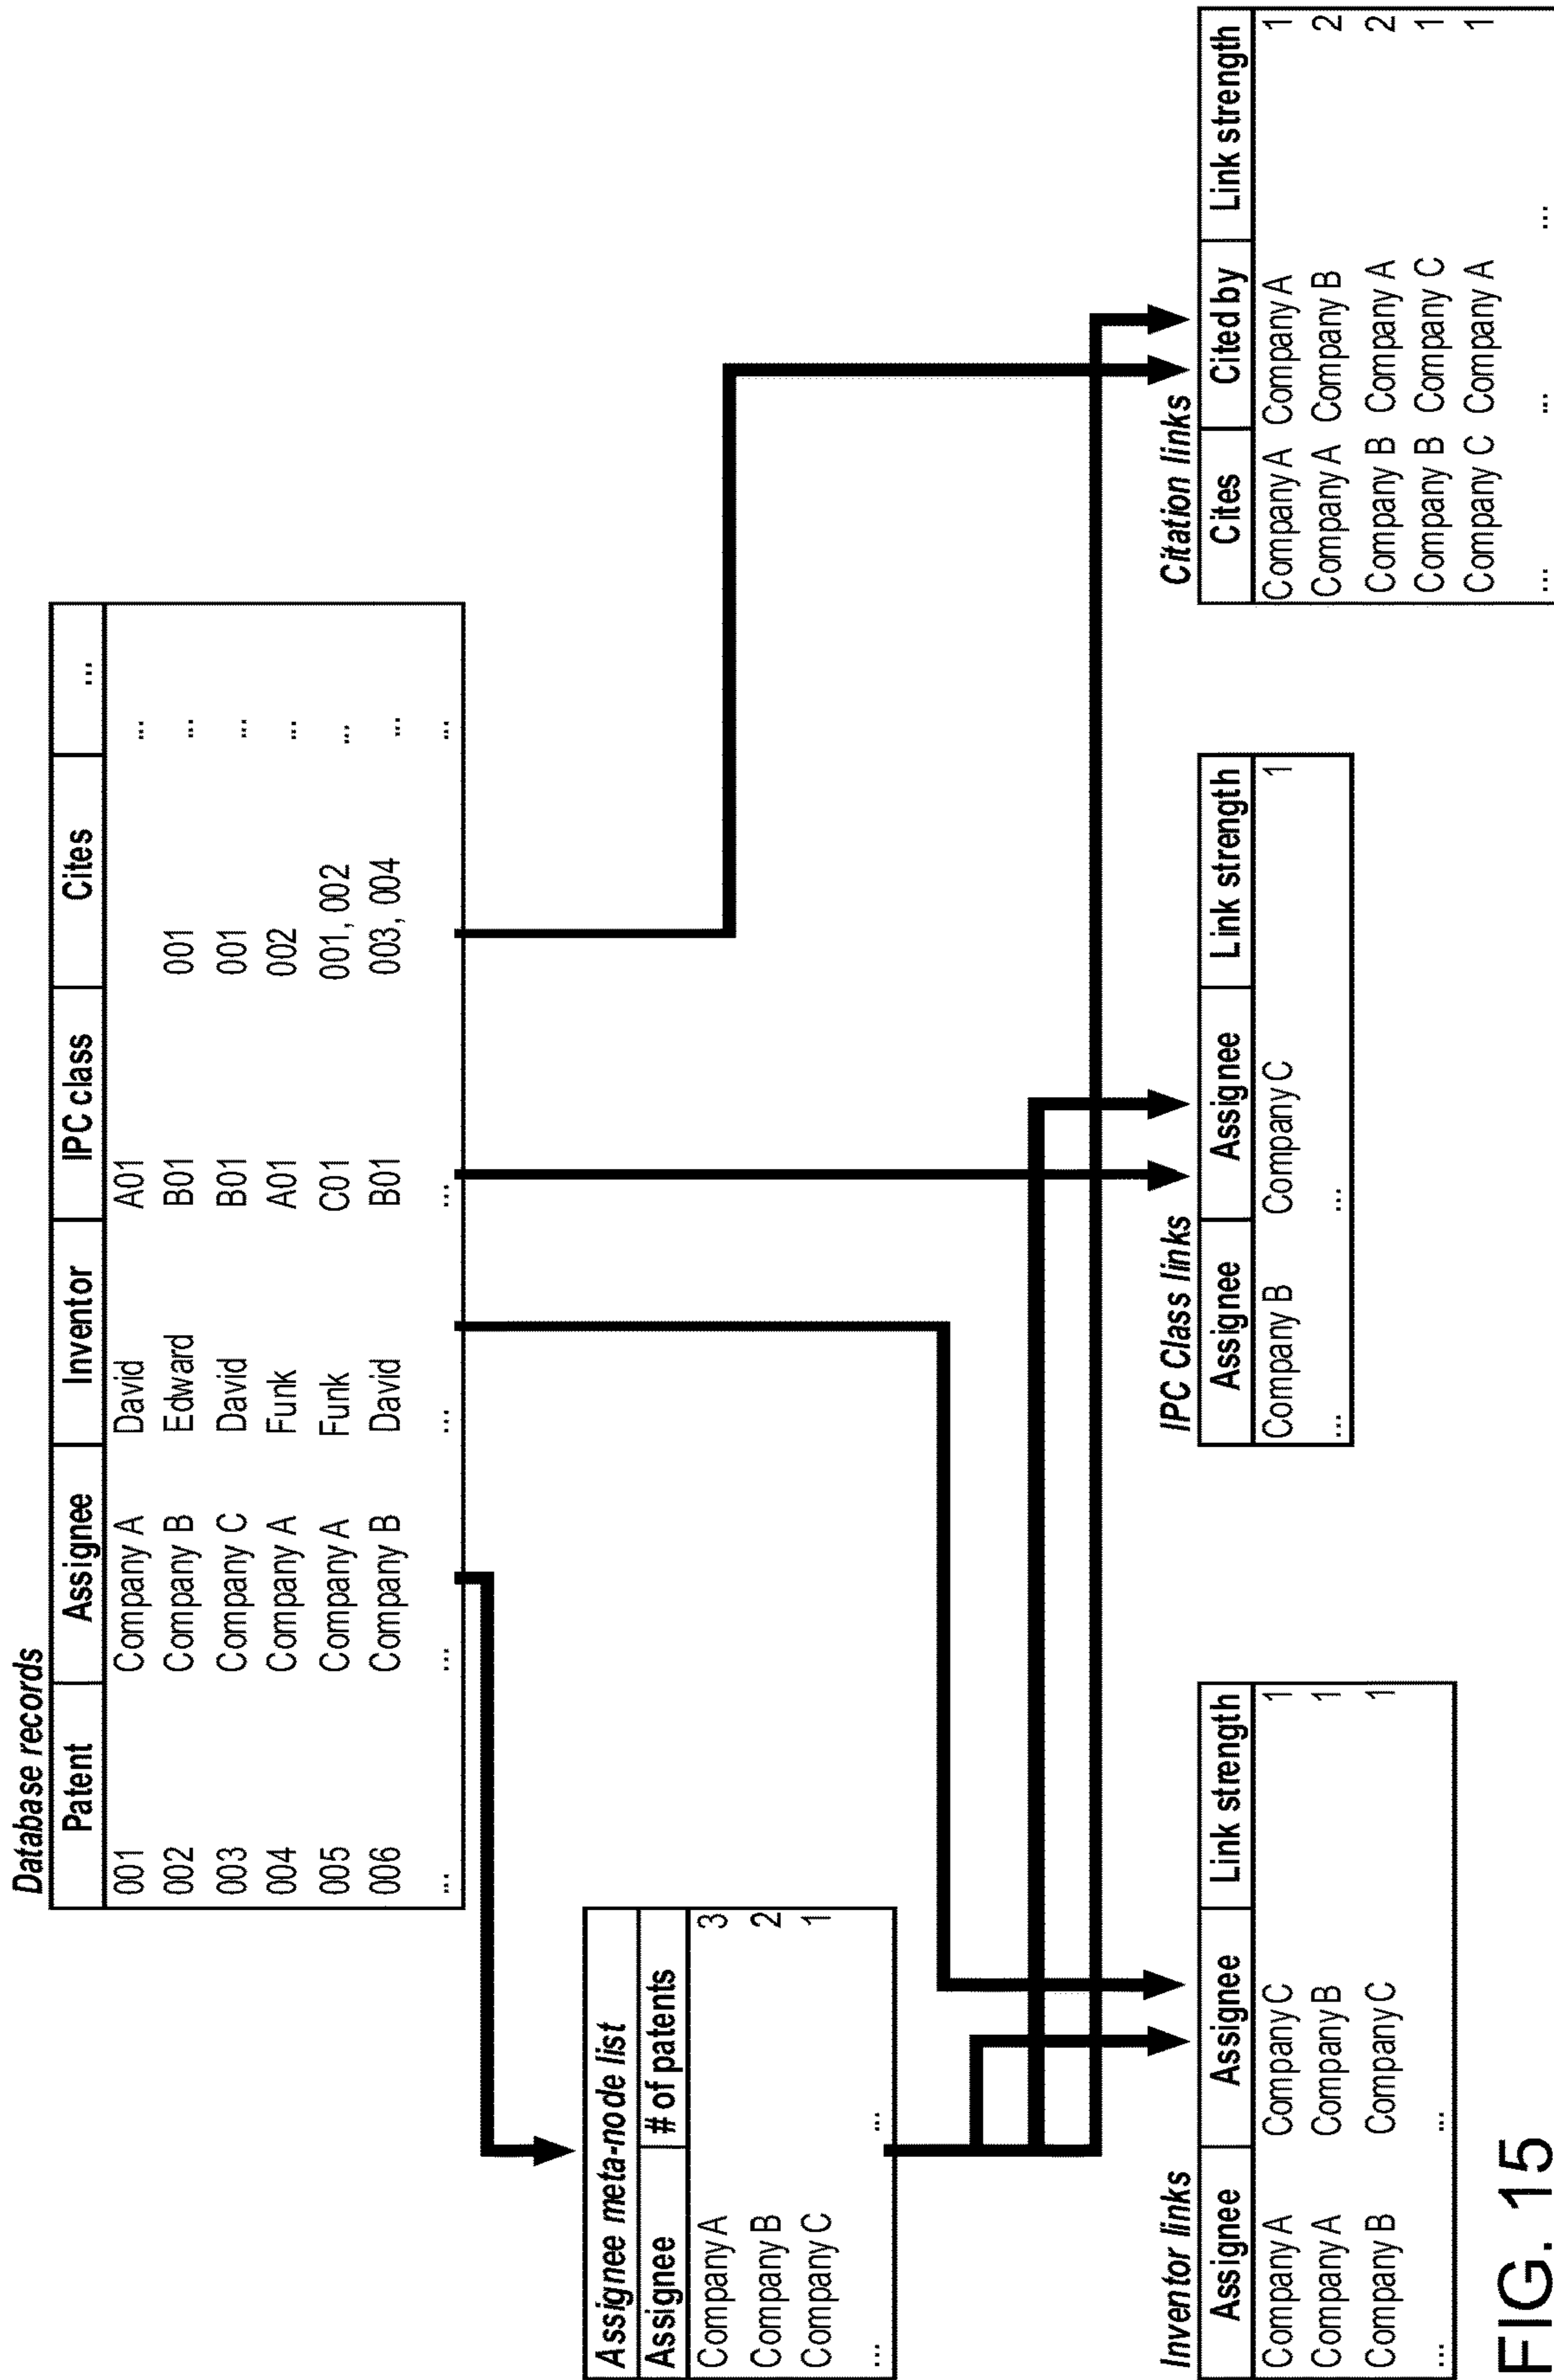 Database records
Patent Assignee Inventor IPC class Cites ...
001 Company A David A01 ...
002 Company B Edward B01 001 ...
003 Company C David B01 001 ...
004 Company A Funk A01 002 ...
005 Company A Funk C01 001, 002 ...
006 Company B David B01 003, 004 ...
... ... ... ... ...
Assignee meta-node list
Assignee # of patents
Company A 3
Company B 2
Company C 1
... ...
Inventor links
Assignee Assignee Link strength
Company A Company C 1
Company A Company B 1
Company B Company C 1
... ...
IPC Class links
Assignee Assignee Link strength
Company B Company C 1
... ...
Citation links
Cites Cited by Link strength
Company A Company A 1
Company A Company B 2
Company B Company A 2
Company B Company C 1
Company C Company A 1
... ... ...
FIG. 15